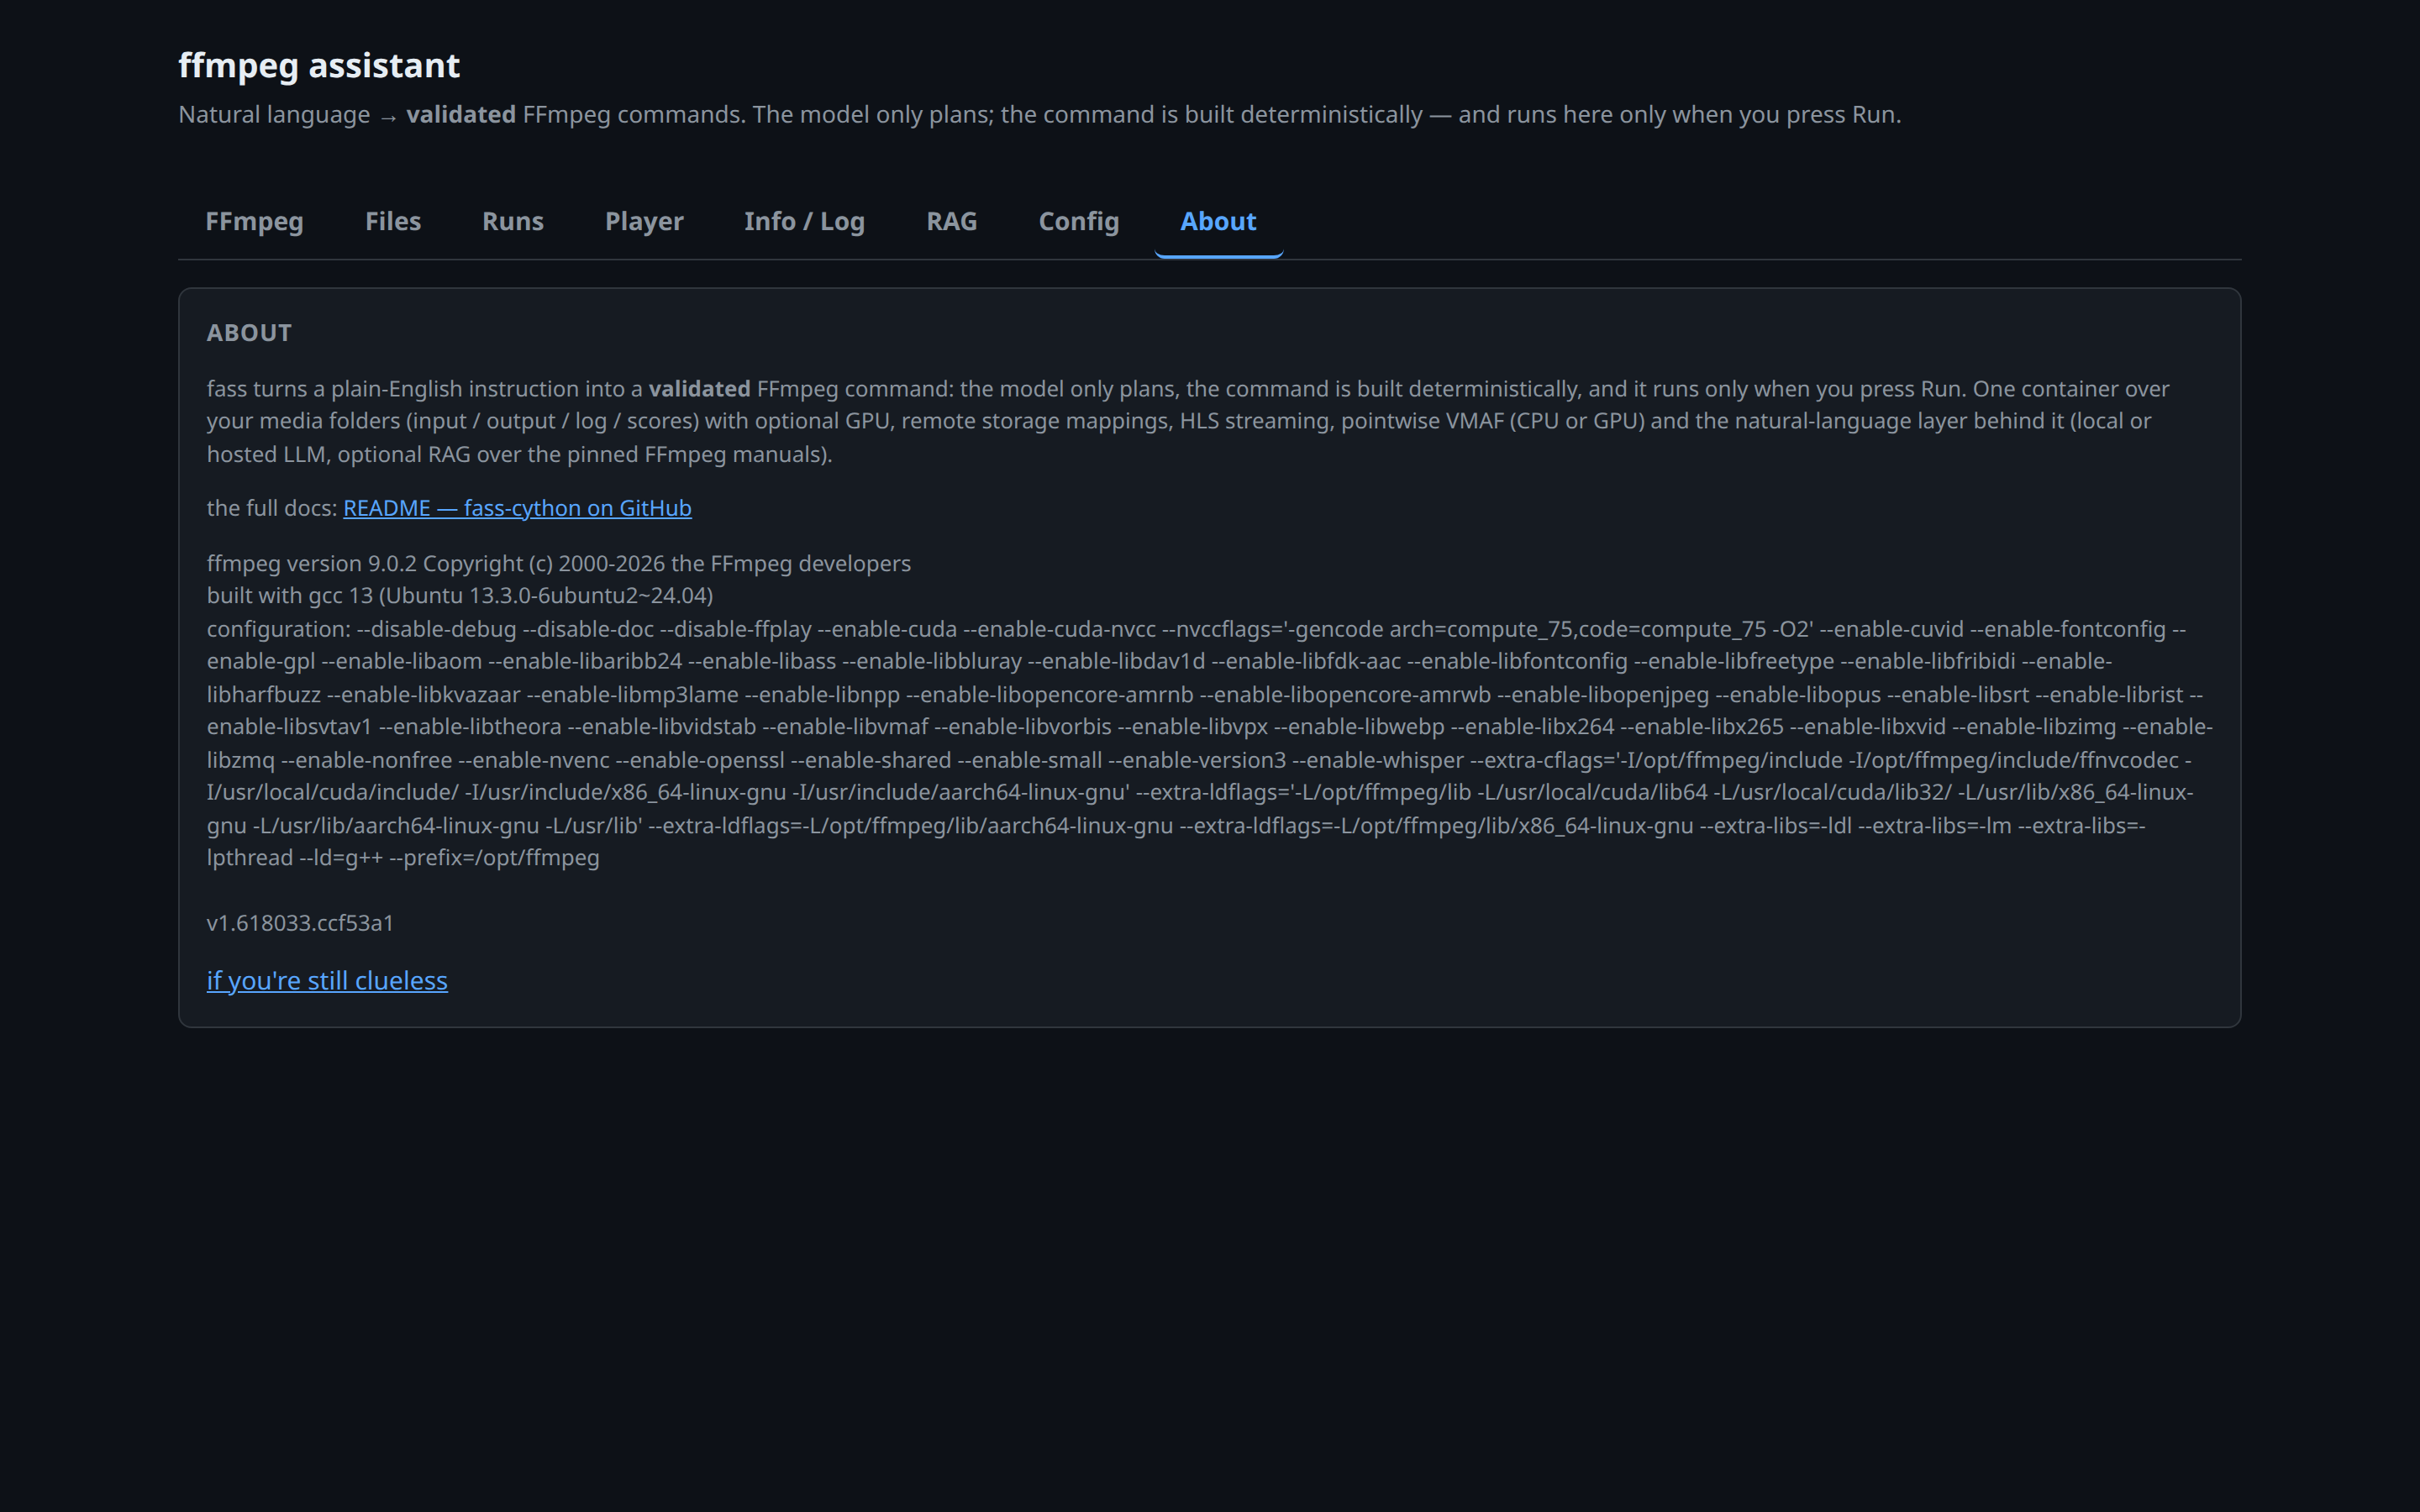 ffmpeg assistant
Natural language → validated FFmpeg commands. The model only plans; the command is built deterministically — and runs here only when you press Run.
FFmpeg Files Runs Player Info / Log RAG Config About
ABOUT
fass turns a plain-English instruction into a validated FFmpeg command: the model only plans, the command is built deterministically, and it runs only when you press Run. One container over
your media folders (input / output / log / scores) with optional GPU, remote storage mappings, HLS streaming, pointwise VMAF (CPU or GPU) and the natural-language layer behind it (local or
hosted LLM, optional RAG over the pinned FFmpeg manuals).
the full docs: README — fass-cython on GitHub
ffmpeg version 9.0.2 Copyright (c) 2000-2026 the FFmpeg developers
built with gcc 13 (Ubuntu 13.3.0-6ubuntu2~24.04)
configuration: --disable-debug --disable-doc --disable-ffplay --enable-cuda --enable-cuda-nvcc --nvccflags='-gencode arch=compute_75,code=compute_75 -O2' --enable-cuvid --enable-fontconfig --
enable-gpl --enable-libaom --enable-libaribb24 --enable-libass --enable-libbluray --enable-libdav1d --enable-libfdk-aac --enable-libfontconfig --enable-libfreetype --enable-libfribidi --enable-
libharfbuzz --enable-libkvazaar --enable-libmp3lame --enable-libnpp --enable-libopencore-amrnb --enable-libopencore-amrwb --enable-libopenjpeg --enable-libopus --enable-libsrt --enable-librist --
enable-libsvtav1 --enable-libtheora --enable-libvidstab --enable-libvmaf --enable-libvorbis --enable-libvpx --enable-libwebp --enable-libx264 --enable-libx265 --enable-libxvid --enable-libzimg --enable-
libzmq --enable-nonfree --enable-nvenc --enable-openssl --enable-shared --enable-small --enable-version3 --enable-whisper --extra-cflags='-I/opt/ffmpeg/include -I/opt/ffmpeg/include/ffnvcodec -
I/usr/local/cuda/include/ -I/usr/include/x86_64-linux-gnu -I/usr/include/aarch64-linux-gnu' --extra-ldflags='-L/opt/ffmpeg/lib -L/usr/local/cuda/lib64 -L/usr/local/cuda/lib32/ -L/usr/lib/x86_64-linux-
gnu -L/usr/lib/aarch64-linux-gnu -L/usr/lib' --extra-ldflags=-L/opt/ffmpeg/lib/aarch64-linux-gnu --extra-ldflags=-L/opt/ffmpeg/lib/x86_64-linux-gnu --extra-libs=-ldl --extra-libs=-lm --extra-libs=-
lpthread --ld=g++ --prefix=/opt/ffmpeg
v1.618033.ccf53a1
if you're still clueless